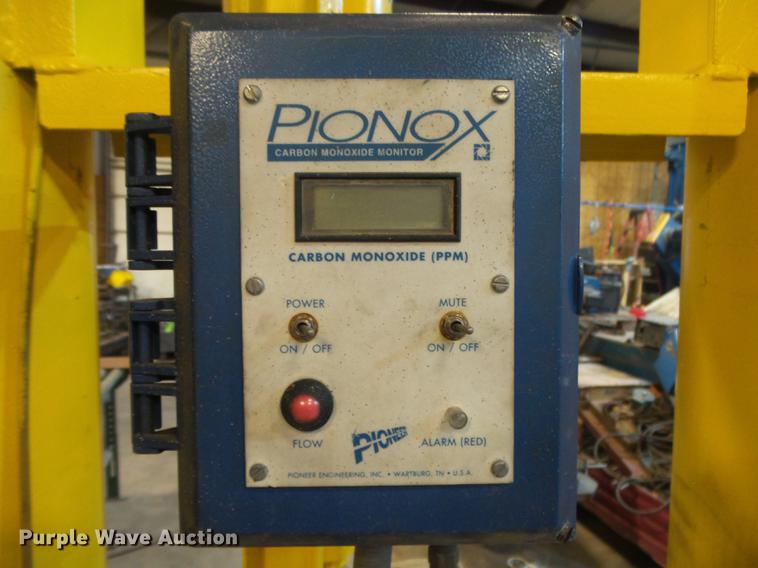 PIONOX
CARBON MONOXIDE MONITOR
CARBON MONOXIDE (PPM)
POWER
MUTE
ON / OFF
ON / OFF
FLOW
PIONEER
ALARM (RED)
PIONEER ENGINEERING, INC. • WARTBURG, TN • U.S.A.
Purple Wave Auction